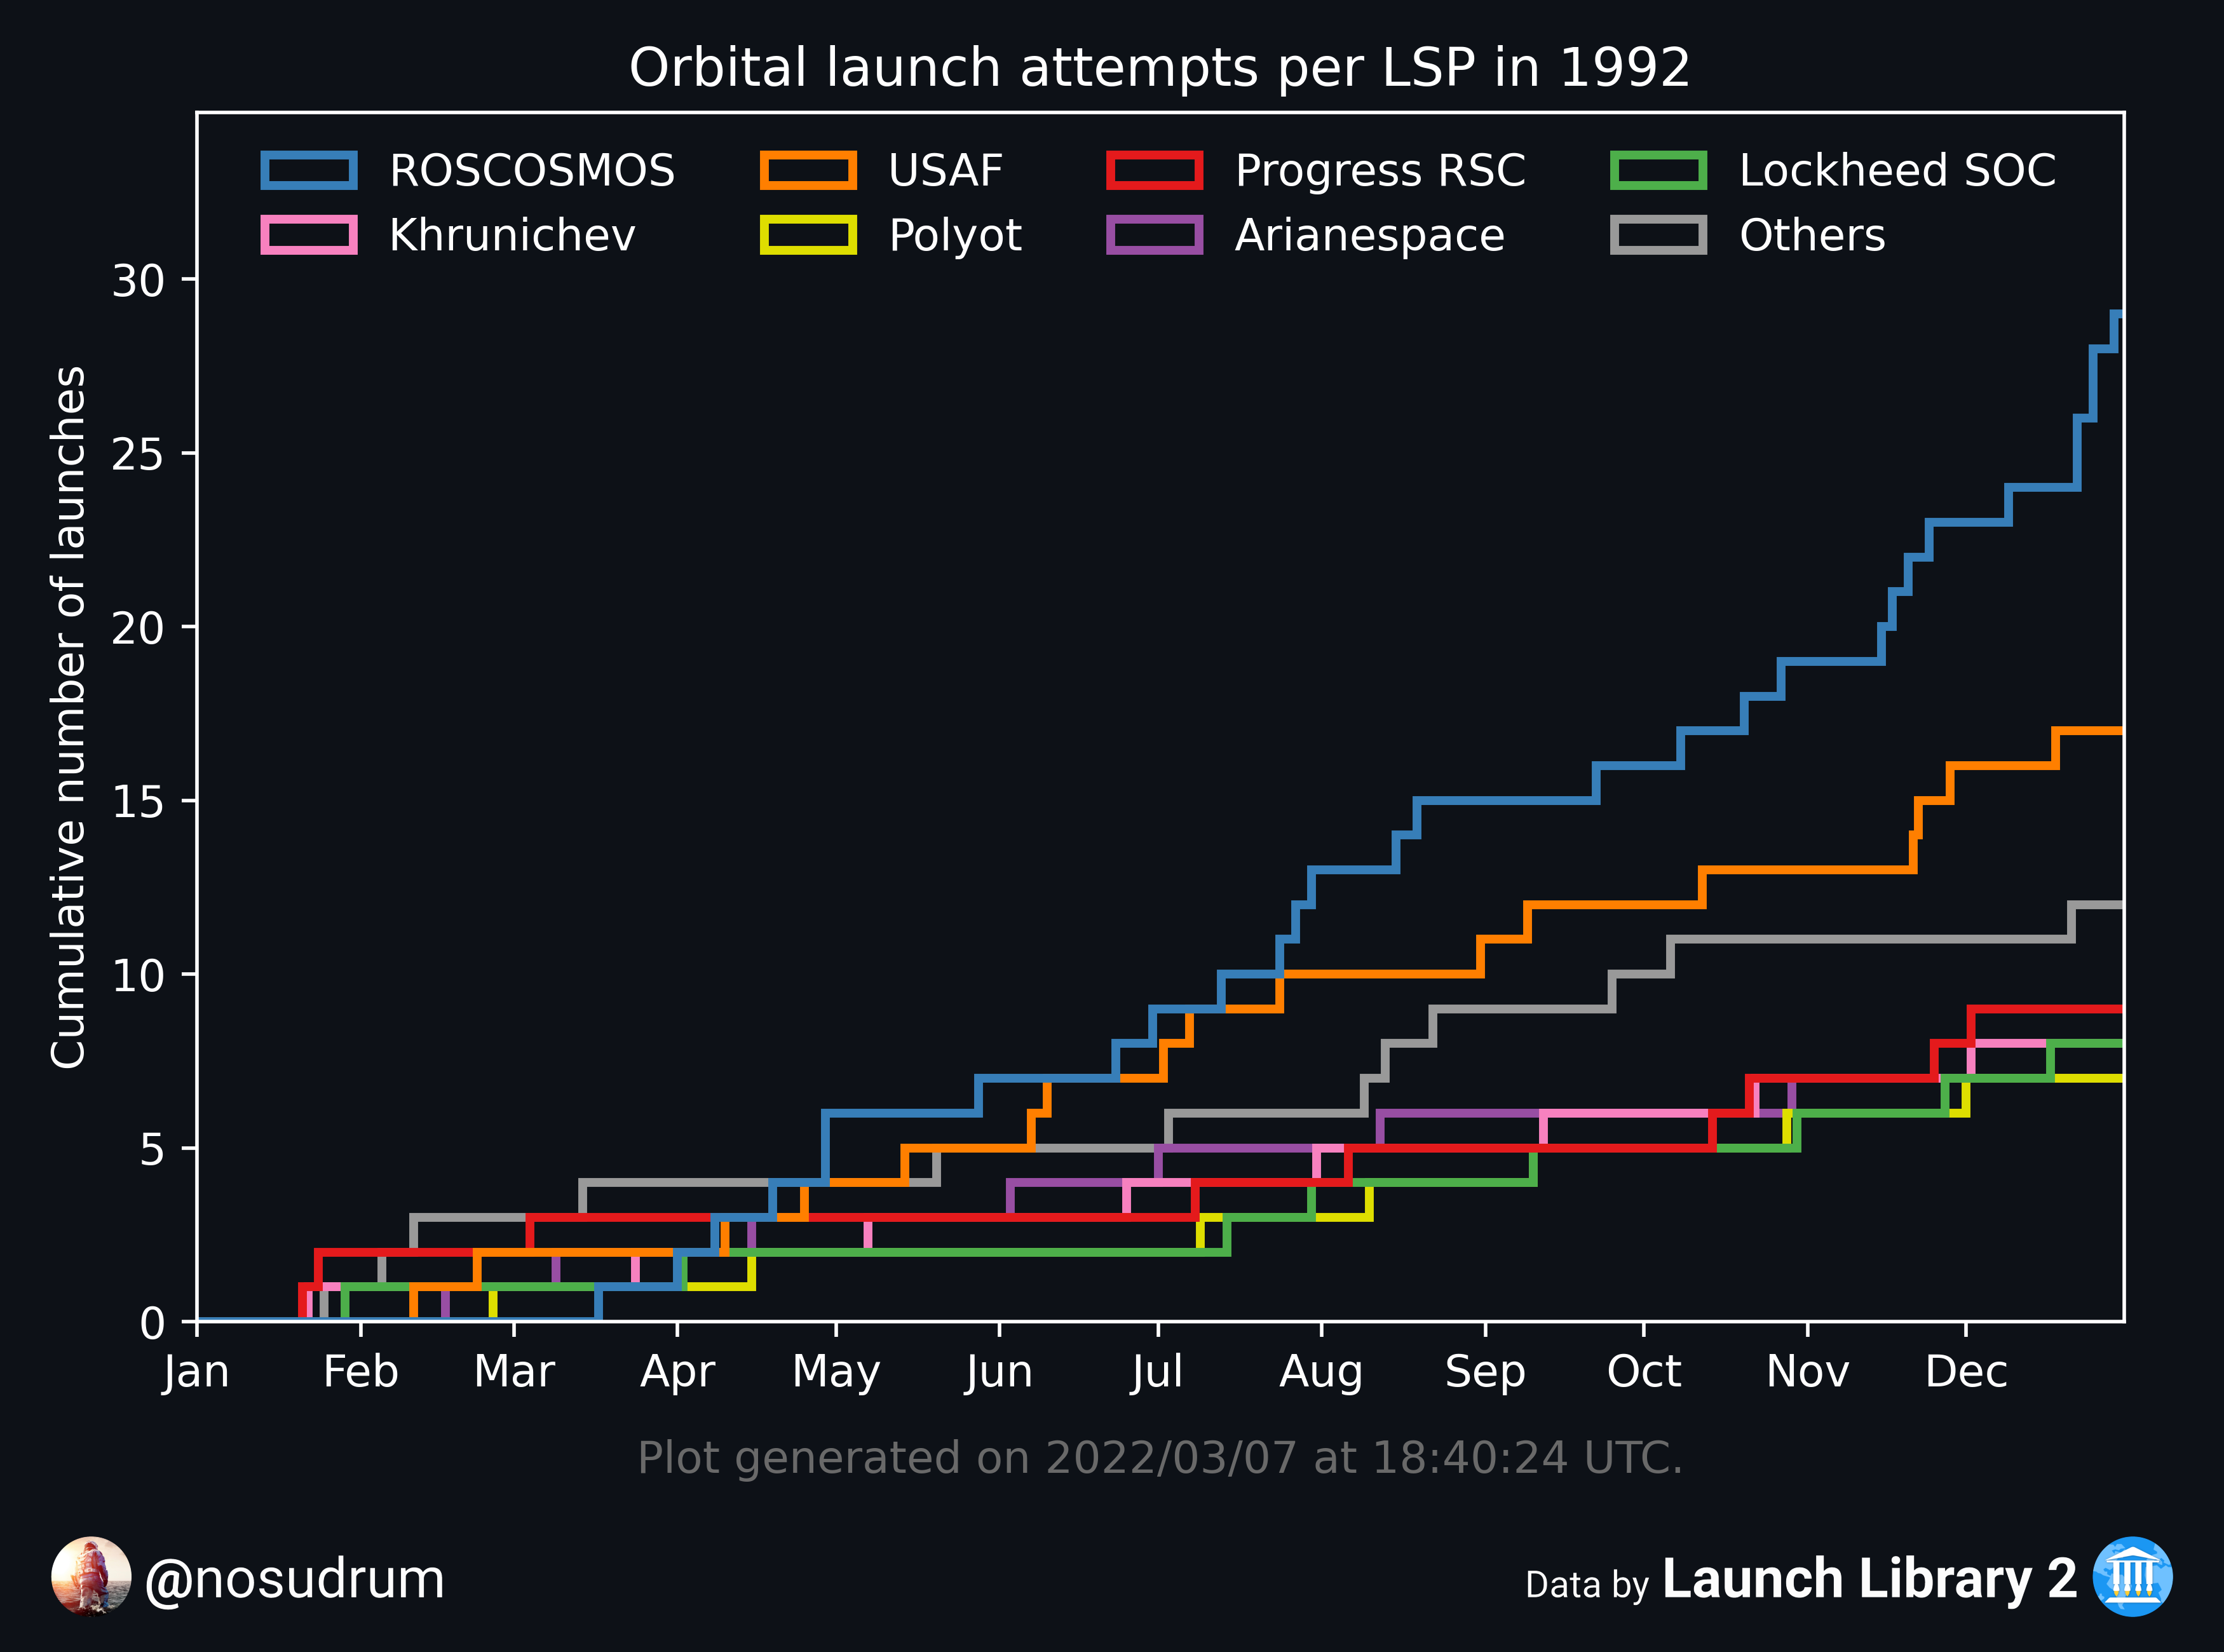 Orbital launch attempts per LSP in 1992
ROSCOSMOS USAF Progress RSC Lockheed SOC
Khrunichev Polyot Arianespace Others
Cumulative number of launches
30
25
20
15
10
5
0
Jan Feb Mar Apr May Jun Jul Aug Sep Oct Nov Dec
Plot generated on 2022/03/07 at 18:40:24 UTC.
@nosudrum
Data by Launch Library 2